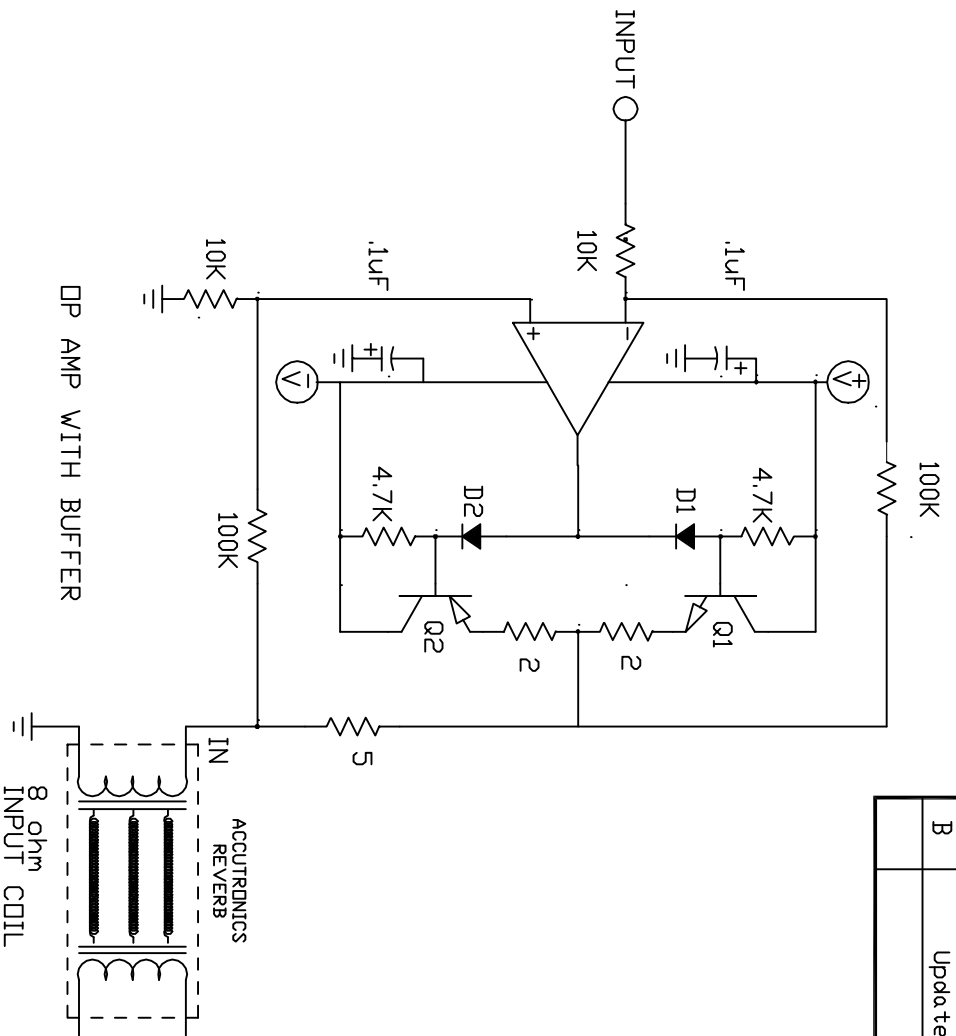 INPUT
10K
.1uF
.1uF
10K
+
-
+
+
V-
V+
100K
4.7K
D2
D1
4.7K
100K
Q2
Q1
2
2
5
IN
ACCUTRONICS
REVERB
8 ohm
INPUT COIL
OP AMP WITH BUFFER
B
Update